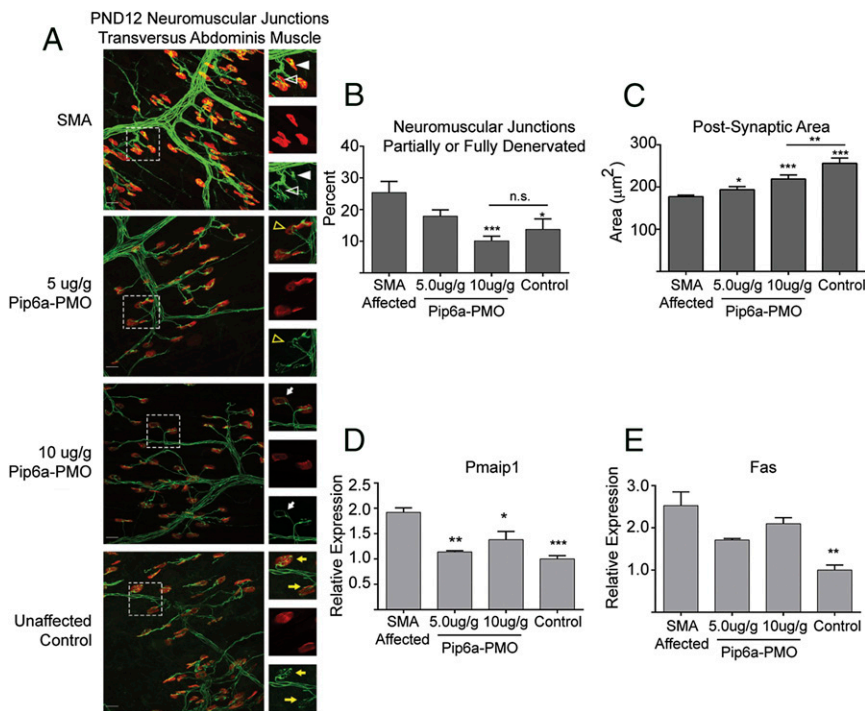 A
PND12 Neuromuscular Junctions
Transversus Abdominis Muscle
SMA
5 ug/g
Pip6a-PMO
10 ug/g
Pip6a-PMO
Unaffected
Control
B
Neuromuscular Junctions
Partially or Fully Denervated
Percent
40
30
20
10
n.s.
***
*
SMA
Affected
5.0ug/g
10ug/g
Control
Pip6a-PMO
C
Post-Synaptic Area
Area (μm2)
300
200
100
**
*
***
***
SMA
Affected
5.0ug/g
10ug/g
Control
Pip6a-PMO
D
Pmaip1
Relative Expression
2.5
2.0
1.5
1.0
0.5
**
*
***
SMA
Affected
5.0ug/g
10ug/g
Control
Pip6a-PMO
E
Fas
Relative Expression
3.0
2.0
1.0
**
SMA
Affected
5.0ug/g
10ug/g
Control
Pip6a-PMO